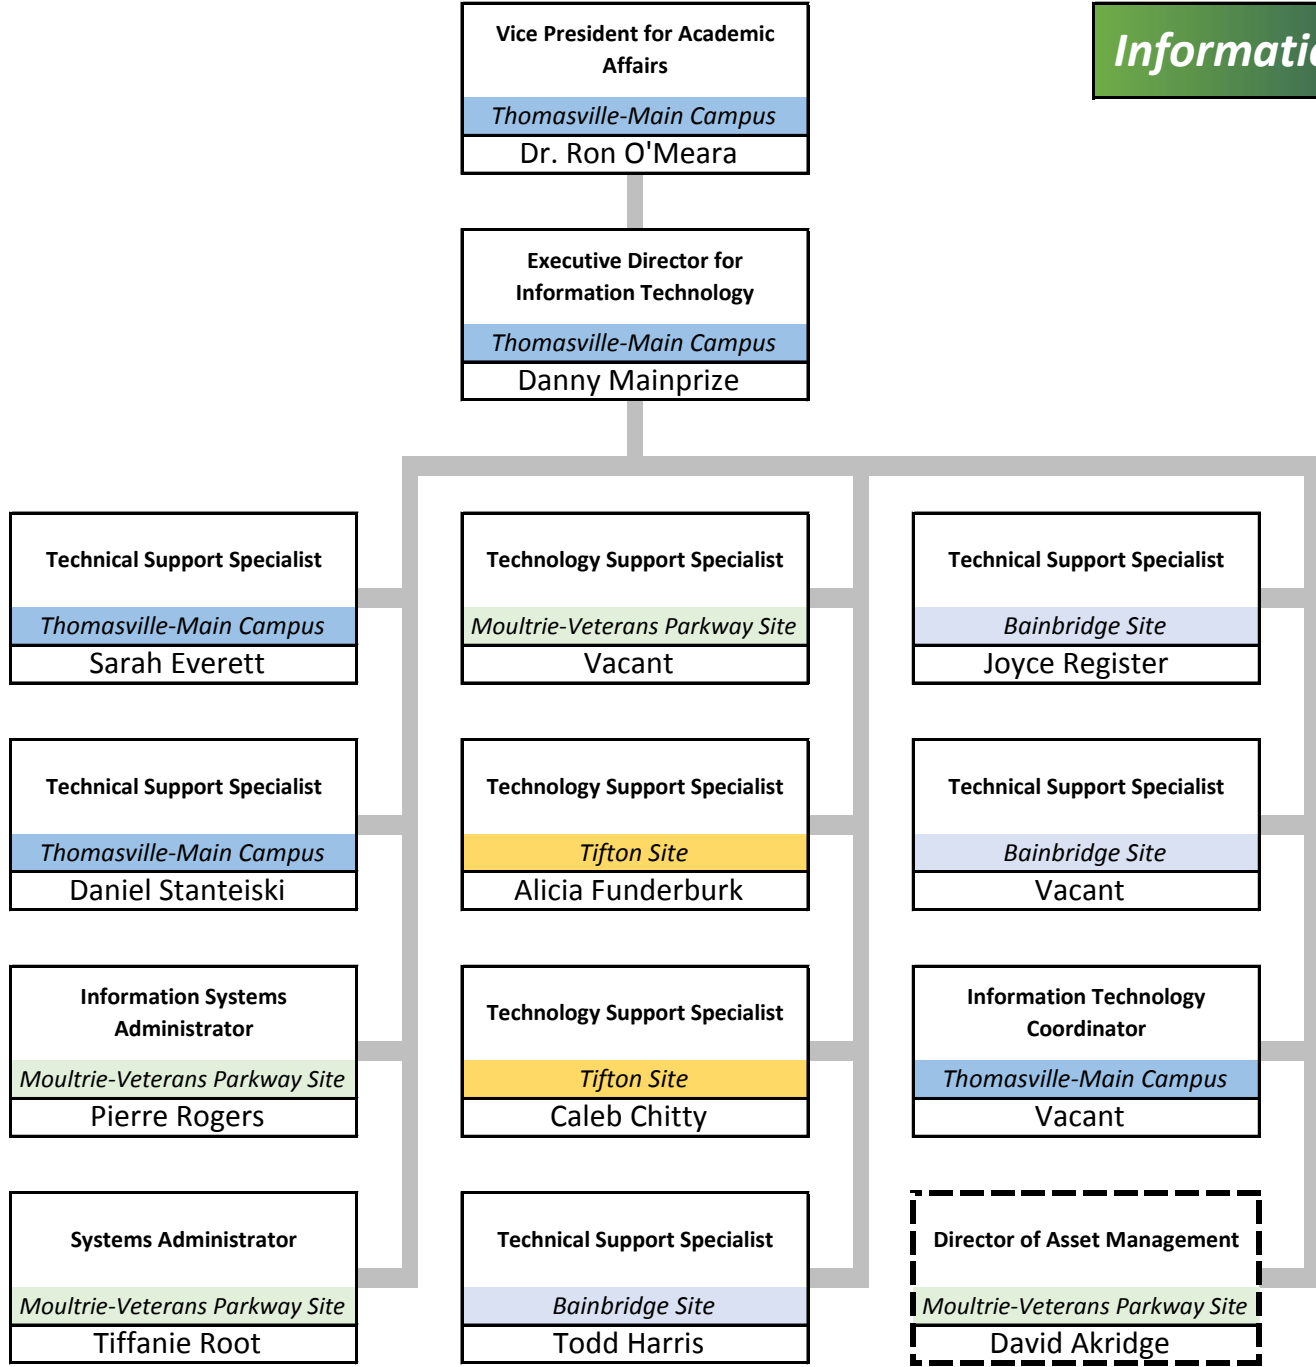 Vice President for Academic
Affairs
Thomasville-Main Campus
Dr. Ron O'Meara
Executive Director for
Information Technology
Thomasville-Main Campus
Danny Mainprize
Technical Support Specialist
Thomasville-Main Campus
Sarah Everett
Technology Support Specialist
Moultrie-Veterans Parkway Site
Vacant
Technical Support Specialist
Bainbridge Site
Joyce Register
Technical Support Specialist
Thomasville-Main Campus
Daniel Stanteiski
Technology Support Specialist
Tifton Site
Alicia Funderburk
Technical Support Specialist
Bainbridge Site
Vacant
Information Systems
Administrator
Moultrie-Veterans Parkway Site
Pierre Rogers
Technology Support Specialist
Tifton Site
Caleb Chitty
Information Technology
Coordinator
Thomasville-Main Campus
Vacant
Systems Administrator
Moultrie-Veterans Parkway Site
Tiffanie Root
Technical Support Specialist
Bainbridge Site
Todd Harris
Director of Asset Management
Moultrie-Veterans Parkway Site
David Akridge